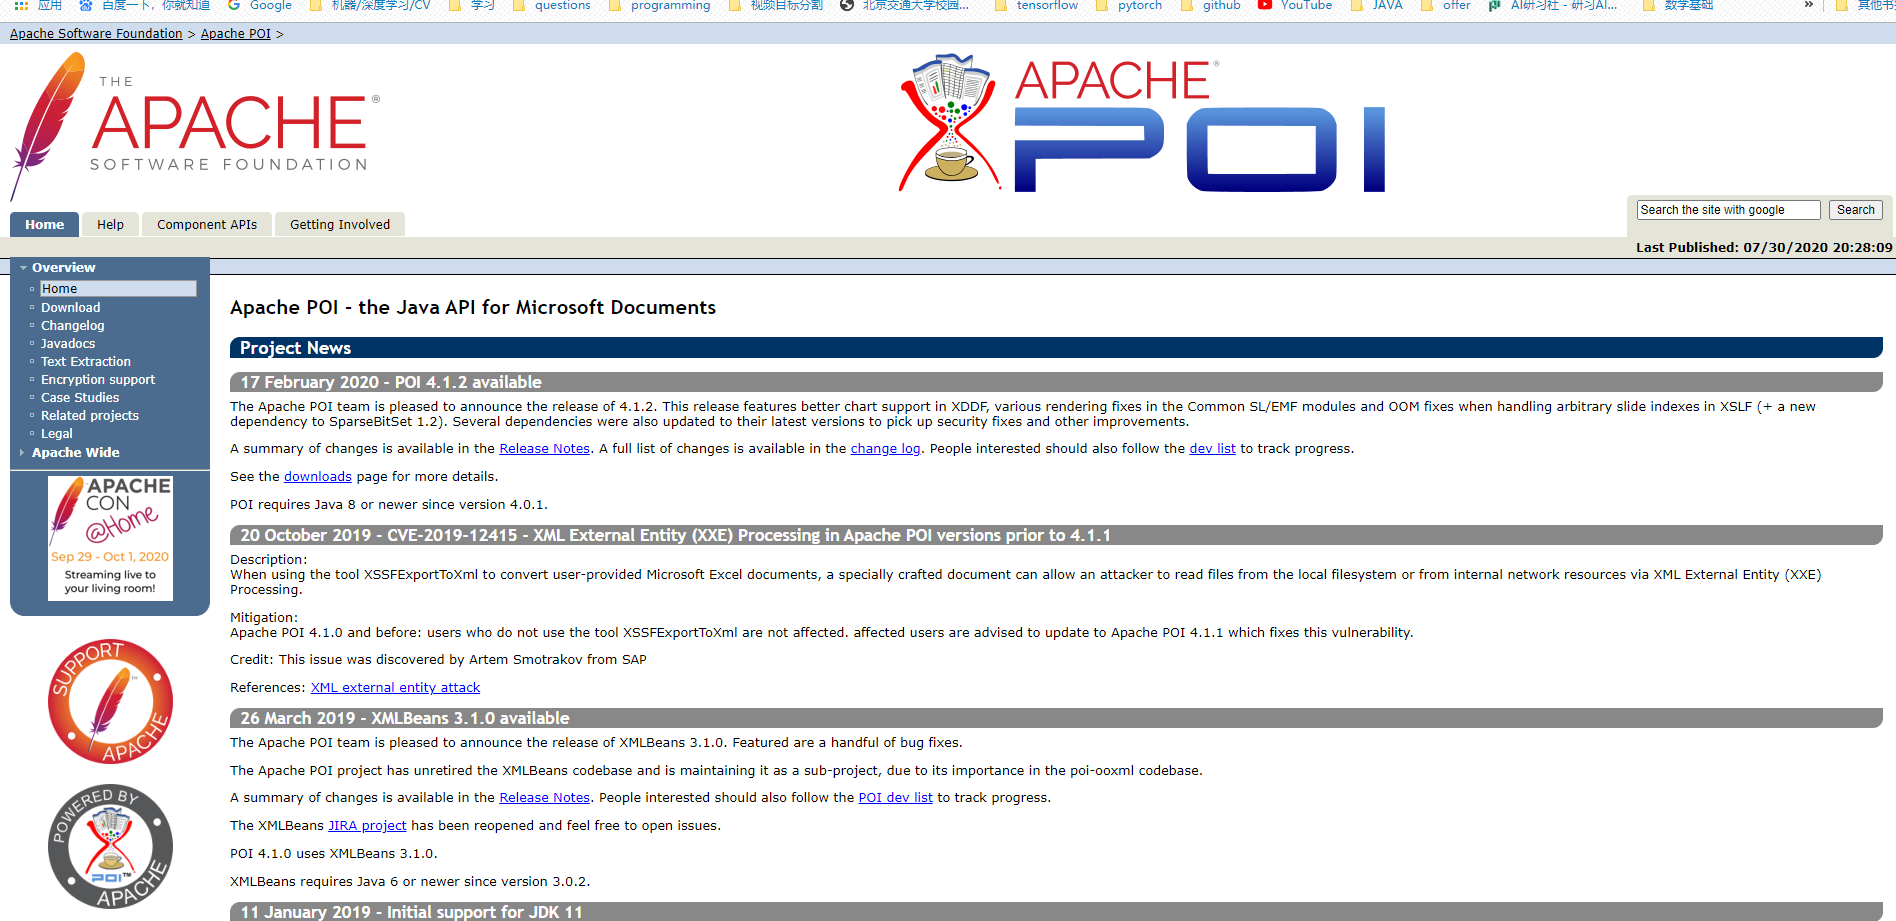 应用 百度一下，你就知道 Google 机器/深度学习/CV 学习 questions programming 视频目标分割 北京交通大学校园... tensorflow pytorch github YouTube JAVA offer AI研习社 - 研习AI... 数学基础 »
Apache Software Foundation > Apache POI >
THE
APACHE®
SOFTWARE FOUNDATION
APACHE®
POI
Home Help Component APIs Getting Involved
Search the site with google Search
Last Published: 07/30/2020 20:28:09
Overview
Home
Download
Changelog
Javadocs
Text Extraction
Encryption support
Case Studies
Related projects
Legal
Apache Wide
APACHE
CON
@Home
Sep 29 - Oct 1, 2020
Streaming live to
your living room!
SUPPORT
APACHE
POWERED BY
POI™
APACHE
Apache POI - the Java API for Microsoft Documents
Project News
17 February 2020 - POI 4.1.2 available
The Apache POI team is pleased to announce the release of 4.1.2. This release features better chart support in XDDF, various rendering fixes in the Common SL/EMF modules and OOM fixes when handling arbitrary slide indexes in XSLF (+ a new
dependency to SparseBitSet 1.2). Several dependencies were also updated to their latest versions to pick up security fixes and other improvements.
A summary of changes is available in the Release Notes. A full list of changes is available in the change log. People interested should also follow the dev list to track progress.
See the downloads page for more details.
POI requires Java 8 or newer since version 4.0.1.
20 October 2019 - CVE-2019-12415 - XML External Entity (XXE) Processing in Apache POI versions prior to 4.1.1
Description:
When using the tool XSSFExportToXml to convert user-provided Microsoft Excel documents, a specially crafted document can allow an attacker to read files from the local filesystem or from internal network resources via XML External Entity (XXE)
Processing.
Mitigation:
Apache POI 4.1.0 and before: users who do not use the tool XSSFExportToXml are not affected. affected users are advised to update to Apache POI 4.1.1 which fixes this vulnerability.
Credit: This issue was discovered by Artem Smotrakov from SAP
References: XML external entity attack
26 March 2019 - XMLBeans 3.1.0 available
The Apache POI team is pleased to announce the release of XMLBeans 3.1.0. Featured are a handful of bug fixes.
The Apache POI project has unretired the XMLBeans codebase and is maintaining it as a sub-project, due to its importance in the poi-ooxml codebase.
A summary of changes is available in the Release Notes. People interested should also follow the POI dev list to track progress.
The XMLBeans JIRA project has been reopened and feel free to open issues.
POI 4.1.0 uses XMLBeans 3.1.0.
XMLBeans requires Java 6 or newer since version 3.0.2.
11 January 2019 - Initial support for JDK 11